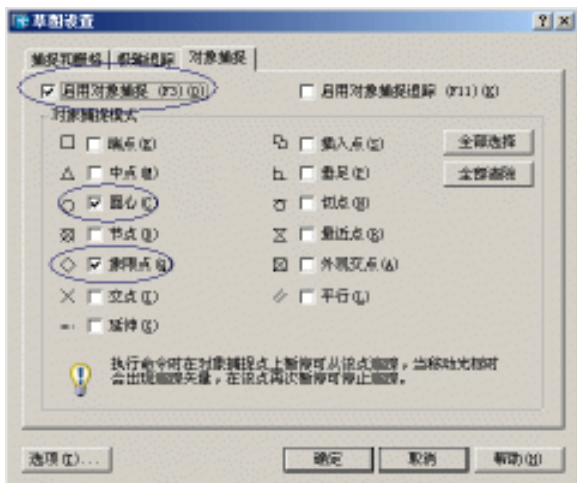 草图设置
捕捉和栅格 极轴追踪 对象捕捉
启用对象捕捉 (F3)(O) 启用对象捕捉追踪 (F11)(K)
对象捕捉模式
端点(E) 插入点(S) 全部选择
中点(M) 垂足(P) 全部清除
圆心(C) 切点(N)
节点(D) 最近点(R)
象限点(Q) 外观交点(A)
交点(I) 平行(L)
延伸(X)
执行命令时在对象捕捉点上暂停可从该点追踪，当移动光标时
会出现追踪矢量，在该点再次暂停可停止追踪。
选项(T)... 确定 取消 帮助(H)